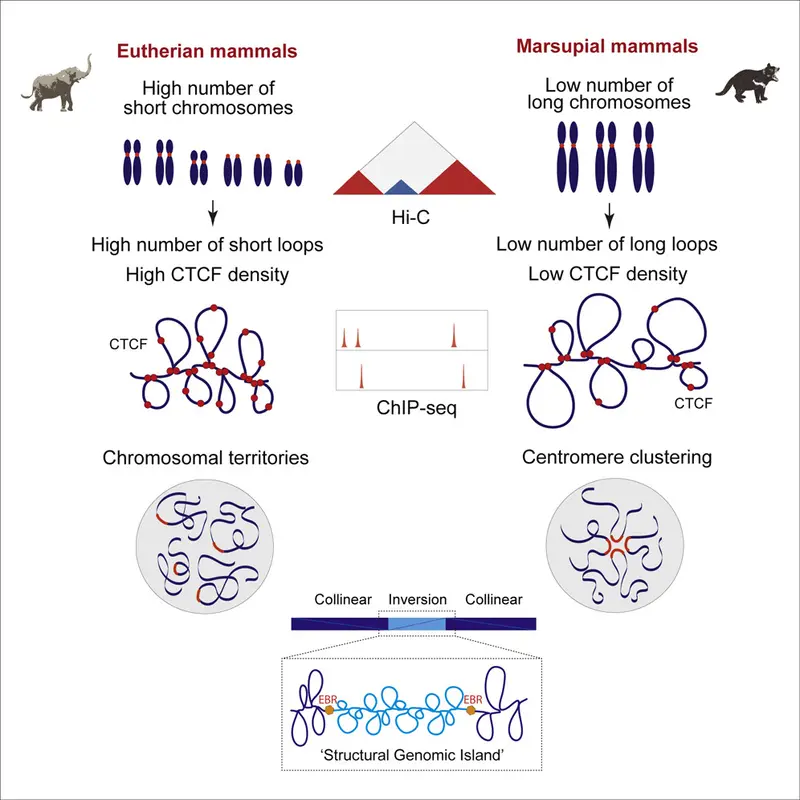 Eutherian mammals
Marsupial mammals
High number of
short chromosomes
Low number of
long chromosomes
Hi-C
High number of short loops
High CTCF density
Low number of long loops
Low CTCF density
CTCF
ChIP-seq
CTCF
Chromosomal territories
Centromere clustering
Collinear Inversion Collinear
EBR EBR
‘Structural Genomic Island’